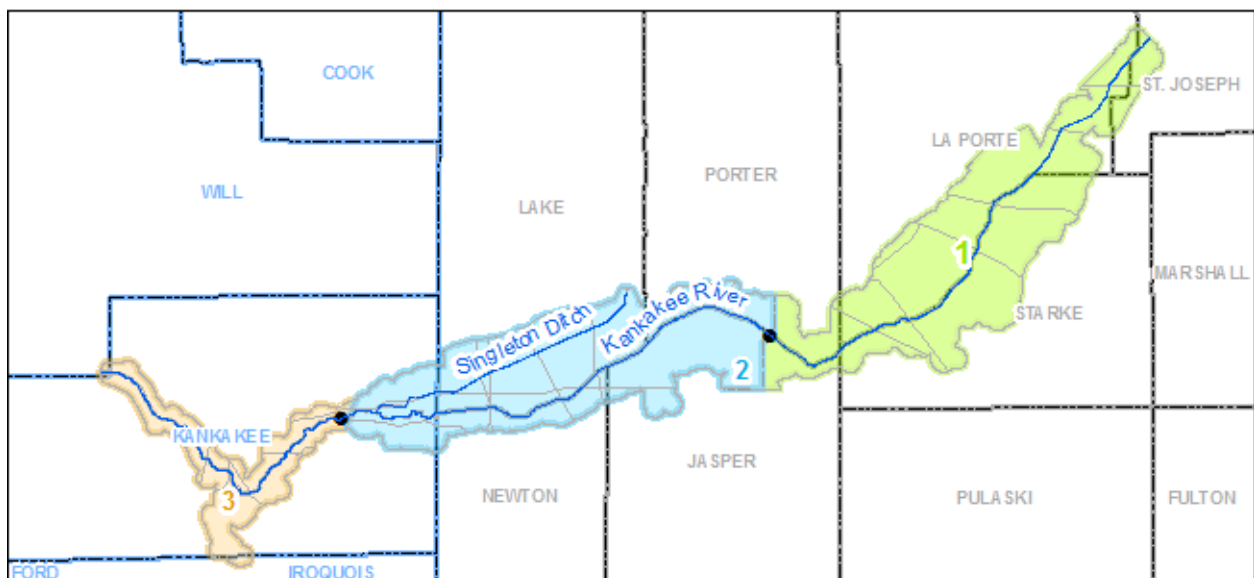 COOK
ST. JOSEPH
LA PORTE
PORTER
WILL
LAKE
1
MARSHALL
Singleton Ditch
Kankakee River
STARKE
2
KANKAKEE
JASPER
3
NEWTON
PULASKI
FULTON
FORD
IROQUOIS